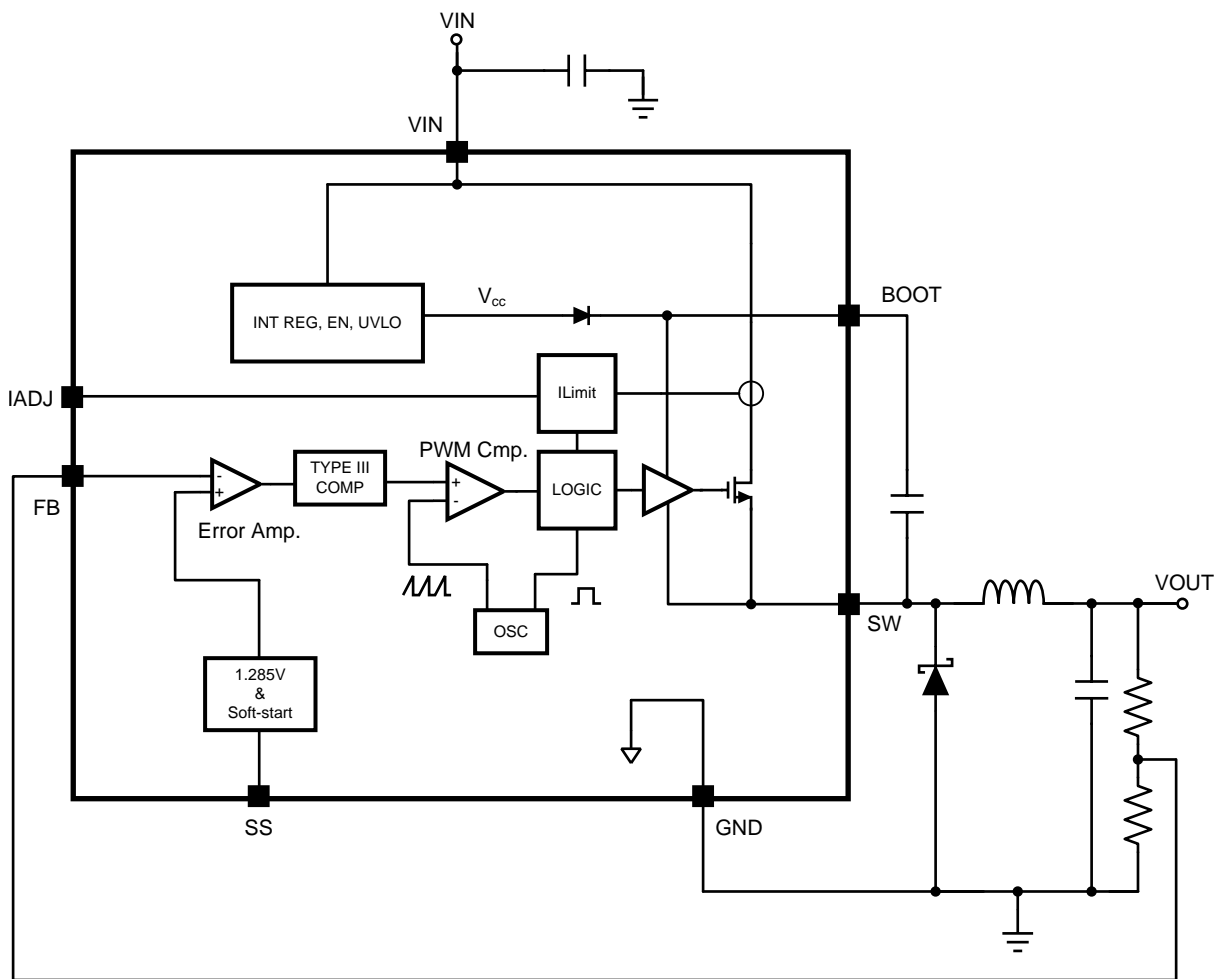 VIN
VIN
BOOT
V_cc
INT REG, EN, UVLO
IADJ
ILimit
PWM Cmp.
TYPE III
COMP
LOGIC
-
+
+
-
FB
Error Amp.
OSC
VOUT
SW
1.285V
&
Soft-start
SS
GND